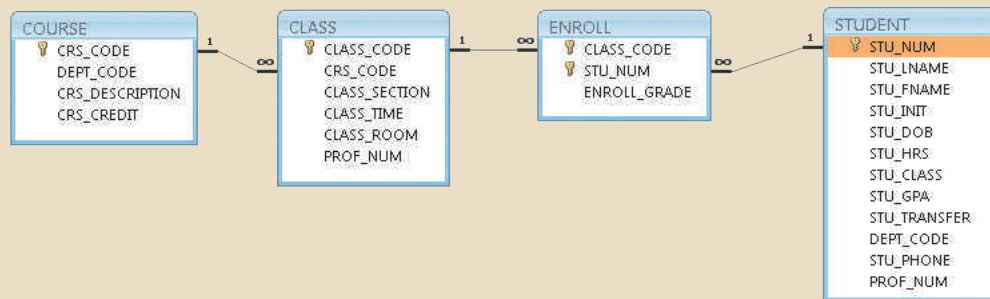 COURSE
CRS_CODE
DEPT_CODE
CRS_DESCRIPTION
CRS_CREDIT
1
∞
CLASS
CLASS_CODE
CRS_CODE
CLASS_SECTION
CLASS_TIME
CLASS_ROOM
PROF_NUM
1
∞
ENROLL
CLASS_CODE
STU_NUM
ENROLL_GRADE
∞
1
STUDENT
STU_NUM
STU_LNAME
STU_FNAME
STU_INIT
STU_DOB
STU_HRS
STU_CLASS
STU_GPA
STU_TRANSFER
DEPT_CODE
STU_PHONE
PROF_NUM